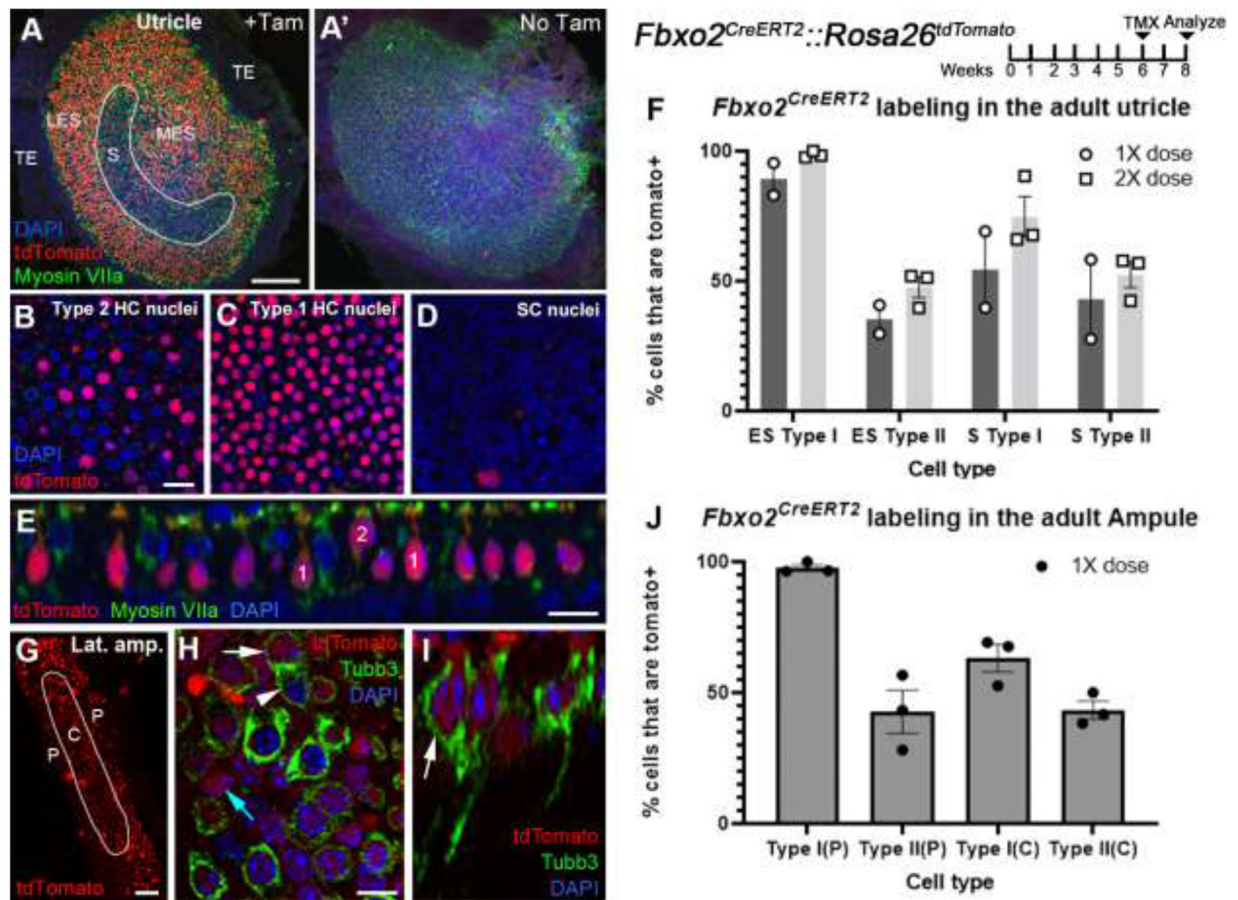 A
Utricle
+Tam
TE
LES
MES
S
TE
DAPI
tdTomato
Myosin VIIa
A'
No Tam
B
Type 2 HC nuclei
DAPI
tdTomato
C
Type 1 HC nuclei
D
SC nuclei
E
2
1
1
tdTomato Myosin VIIa DAPI
Fbxo2CreERT2::Rosa26tdTomato
TMX Analyze
Weeks 0 1 2 3 4 5 6 7 8
F
Fbxo2CreERT2 labeling in the adult utricle
1X dose
2X dose
% cells that are tomato+
100
50
0
ES Type I ES Type II S Type I S Type II
Cell type
G
Lat. amp.
P
C
P
tdTomato
H
tdTomato
Tubb3
DAPI
I
tdTomato
Tubb3
DAPI
J
Fbxo2CreERT2 labeling in the adult Ampule
1X dose
% cells that are tomato+
100
50
0
Type I(P) Type II(P) Type I(C) Type II(C)
Cell type